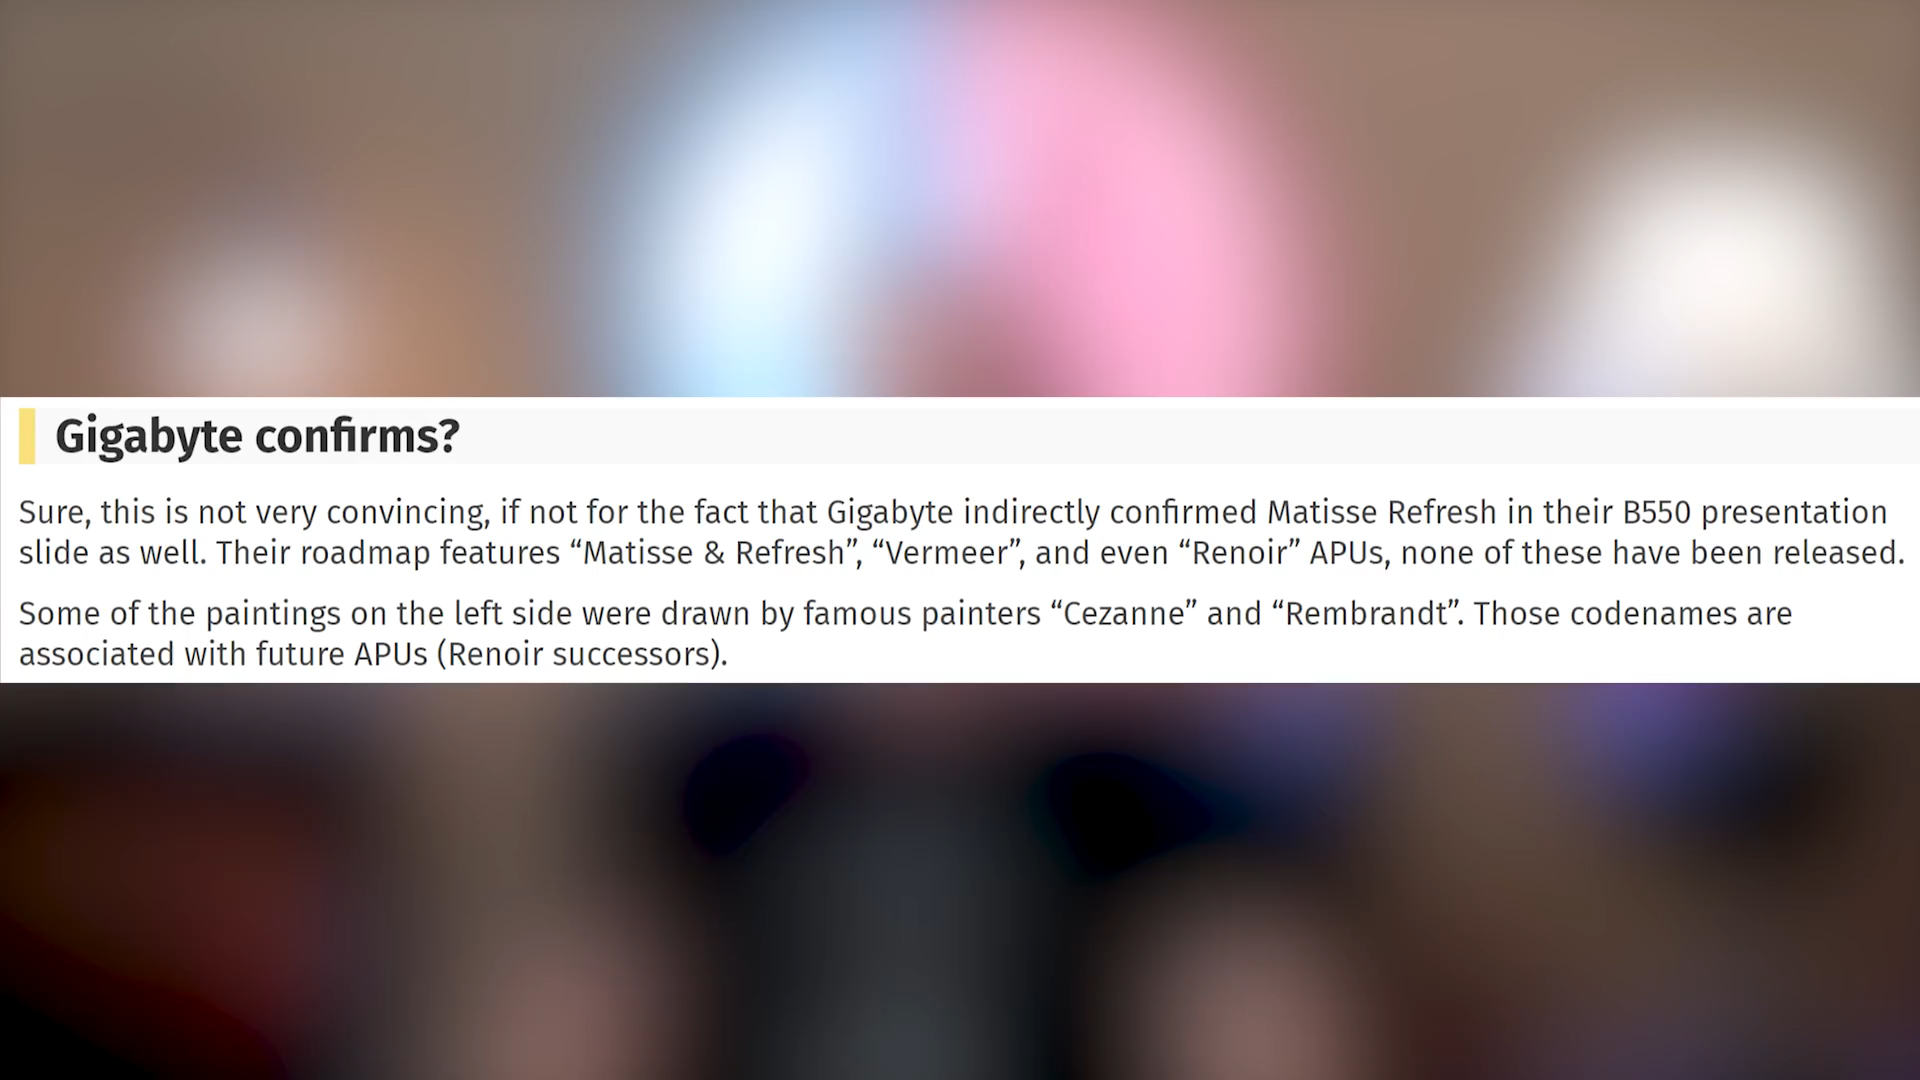 Gigabyte confirms?
Sure, this is not very convincing, if not for the fact that Gigabyte indirectly confirmed Matisse Refresh in their B550 presentation
slide as well. Their roadmap features “Matisse & Refresh”, “Vermeer”, and even “Renoir” APUs, none of these have been released.
Some of the paintings on the left side were drawn by famous painters “Cezanne” and “Rembrandt”. Those codenames are
associated with future APUs (Renoir successors).